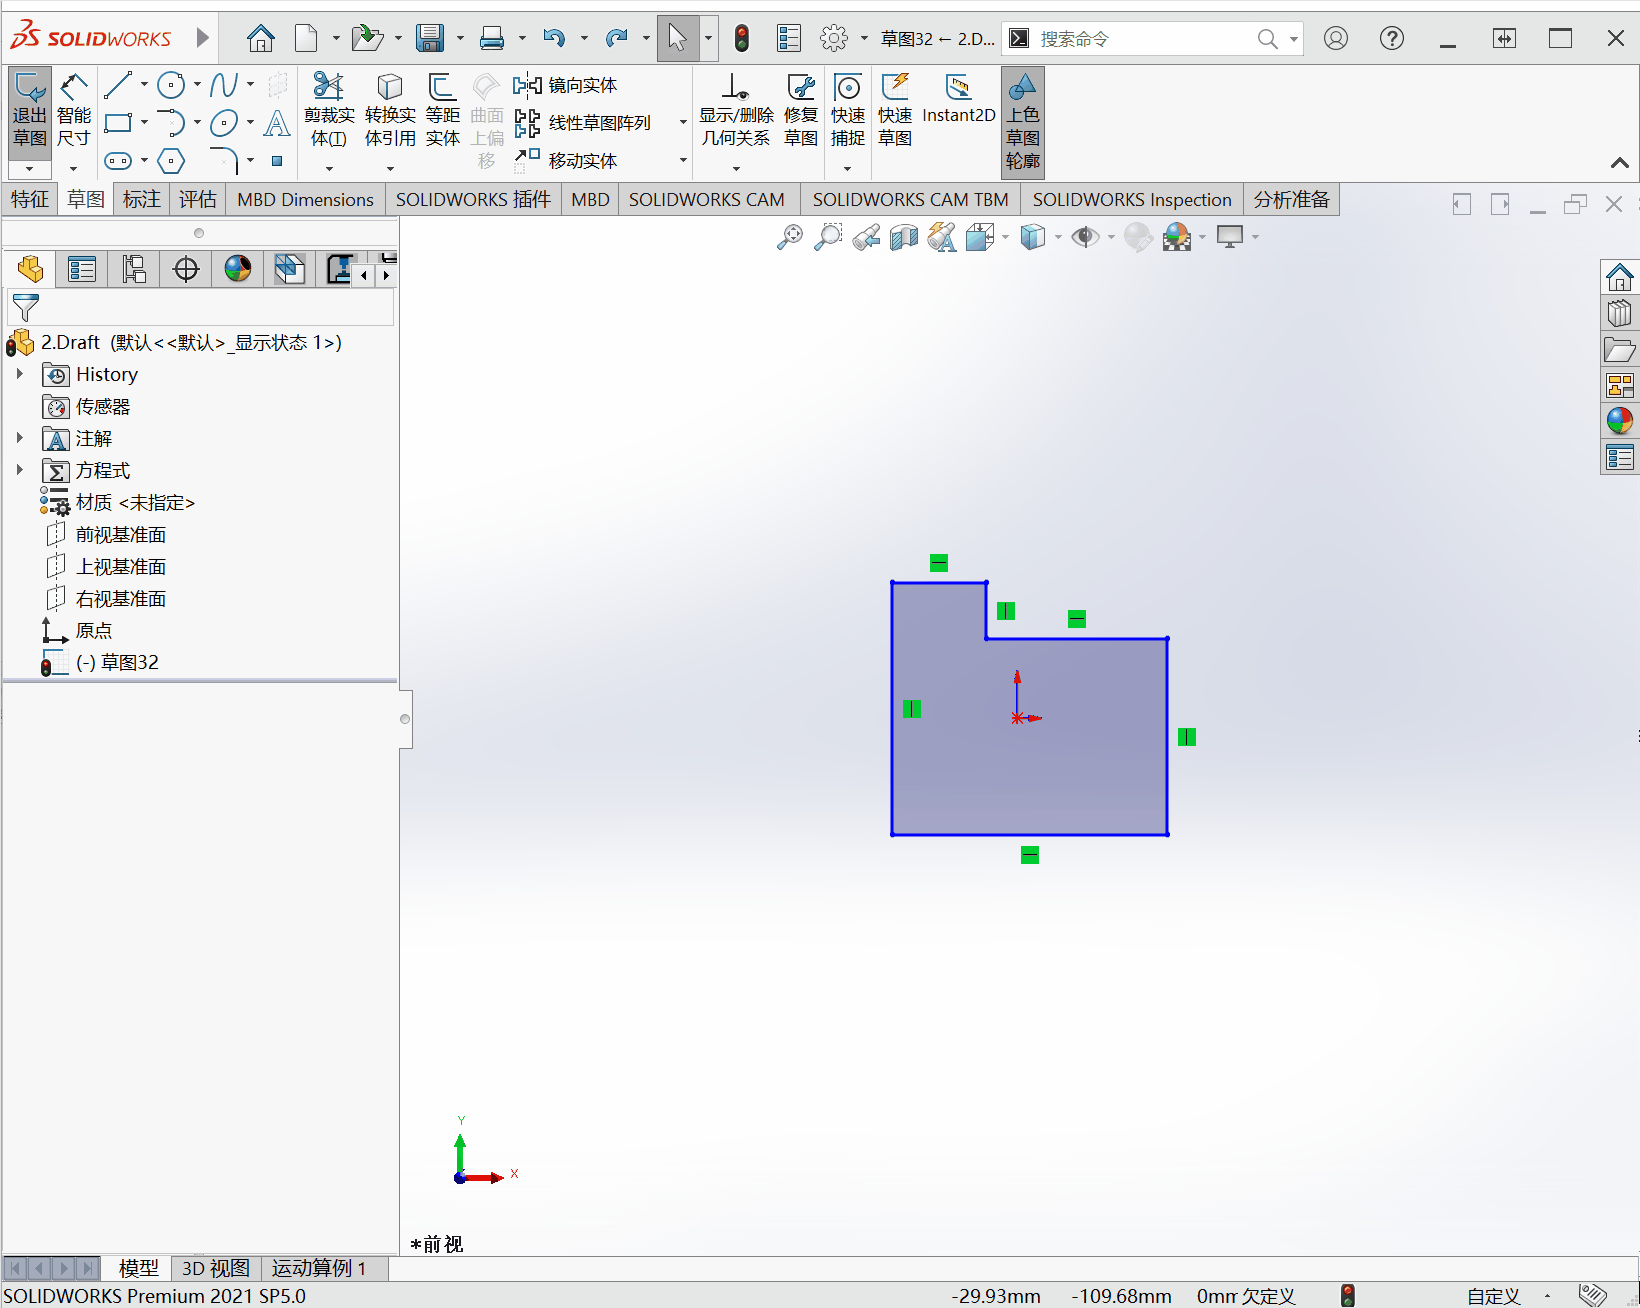 SOLIDWORKS
草图32 ← 2.D...
搜索命令
退出草图
智能尺寸
剪裁实体(T)
转换实体引用
等距实体
曲面上偏移
镜向实体
线性草图阵列
移动实体
显示/删除几何关系
修复草图
快速捕捉
快速草图
Instant2D
上色草图轮廓
特征
草图
标注
评估
MBD Dimensions
SOLIDWORKS 插件
MBD
SOLIDWORKS CAM
SOLIDWORKS CAM TBM
SOLIDWORKS Inspection
分析准备
2.Draft (默认<<默认>_显示状态 1>)
History
传感器
注解
方程式
材质 <未指定>
前视基准面
上视基准面
右视基准面
原点
(-) 草图32
Y
X
*前视
模型
3D 视图
运动算例 1
SOLIDWORKS Premium 2021 SP5.0
-29.93mm
-109.68mm
0mm 欠定义
自定义